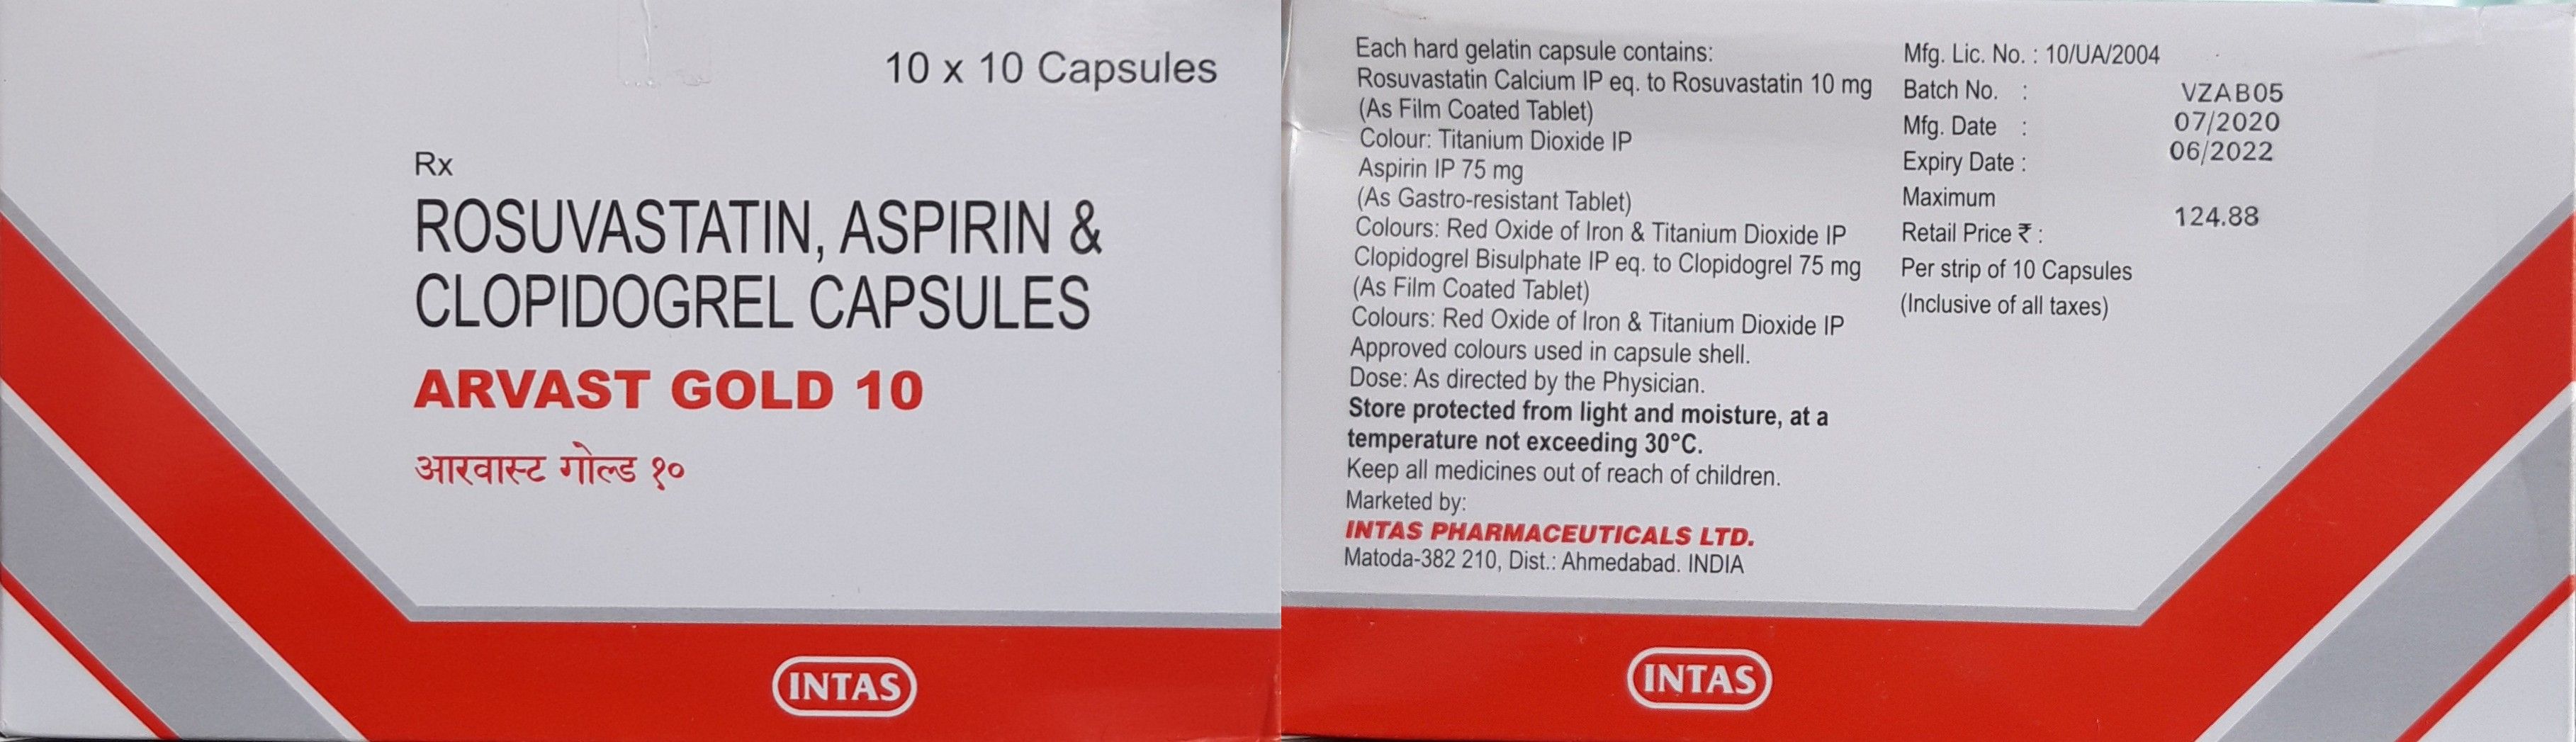 10 x 10 Capsules
Rx
ROSUVASTATIN, ASPIRIN &
CLOPIDOGREL CAPSULES
ARVAST GOLD 10
आरवास्ट गोल्ड १०
INTAS
Each hard gelatin capsule contains:
Rosuvastatin Calcium IP eq. to Rosuvastatin 10 mg
(As Film Coated Tablet)
Colour: Titanium Dioxide IP
Aspirin IP 75 mg
(As Gastro-resistant Tablet)
Colours: Red Oxide of Iron & Titanium Dioxide IP
Clopidogrel Bisulphate IP eq. to Clopidogrel 75 mg
(As Film Coated Tablet)
Colours: Red Oxide of Iron & Titanium Dioxide IP
Approved colours used in capsule shell.
Dose: As directed by the Physician.
Store protected from light and moisture, at a
temperature not exceeding 30°C.
Keep all medicines out of reach of children.
Marketed by:
INTAS PHARMACEUTICALS LTD.
Matoda-382 210, Dist.: Ahmedabad. INDIA
Mfg. Lic. No. : 10/UA/2004
Batch No. : VZAB05
Mfg. Date : 07/2020
Expiry Date : 06/2022
Maximum
Retail Price ₹ : 124.88
Per strip of 10 Capsules
(Inclusive of all taxes)
INTAS